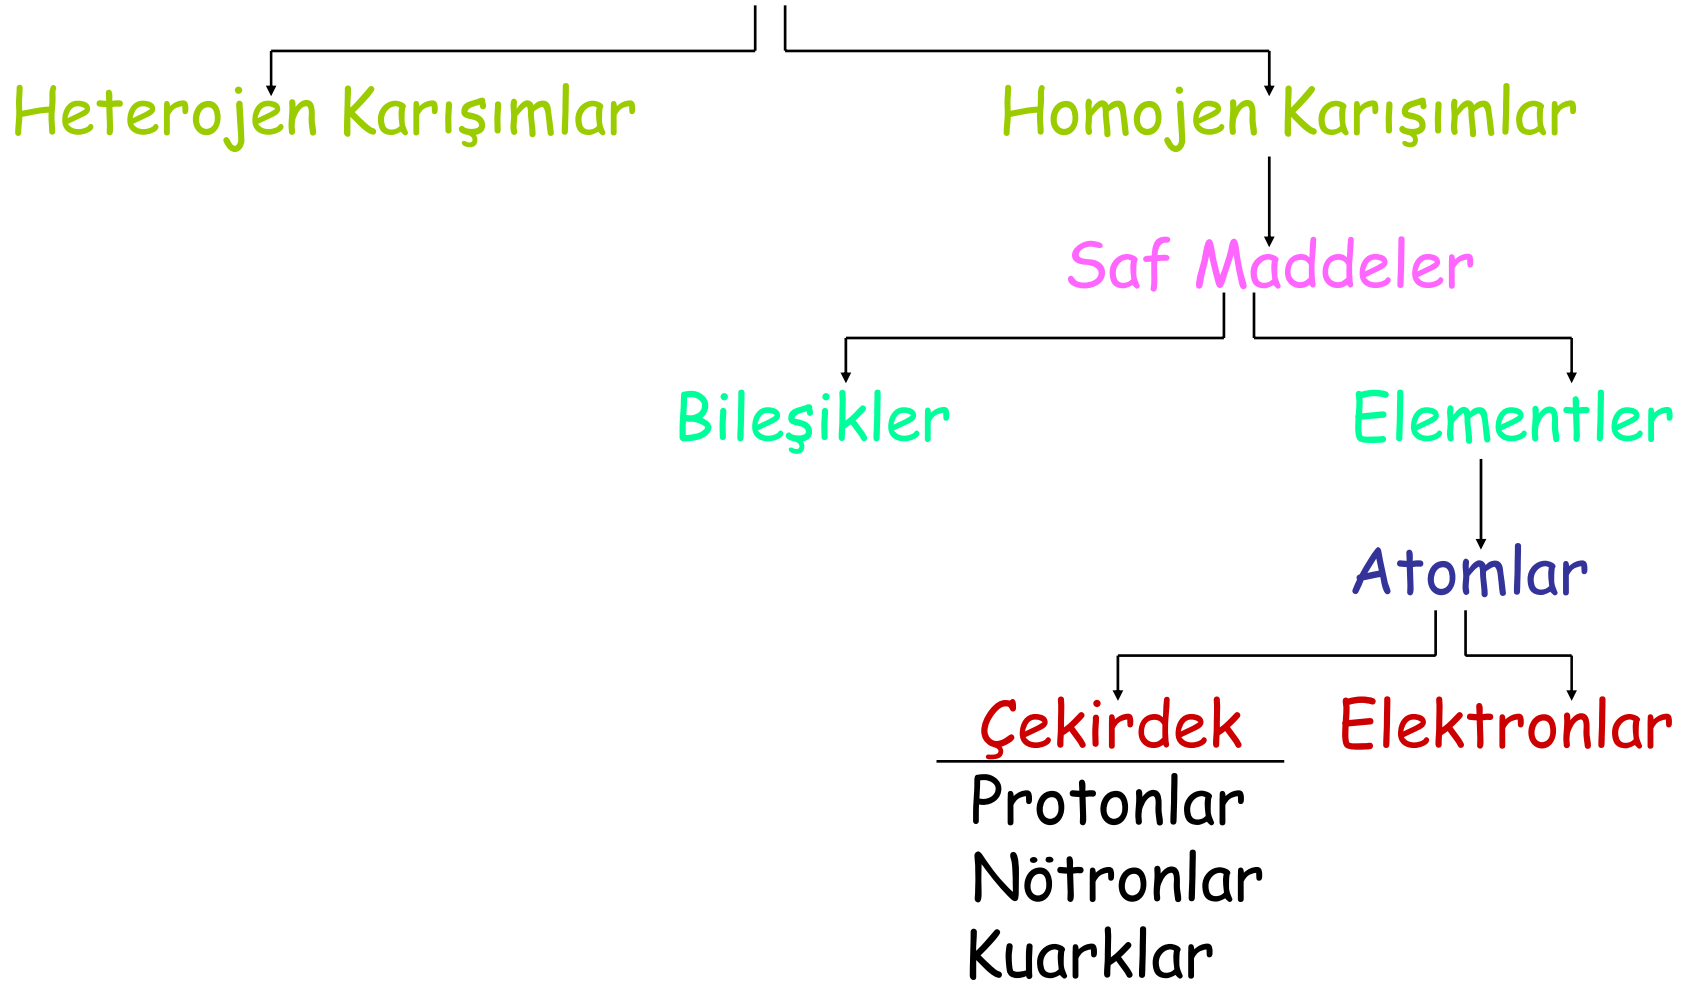 Heterojen Karışımlar Homojen Karışımlar
Saf Maddeler
Bileşikler Elementler
Atomlar
Çekirdek Elektronlar
Protonlar
Nötronlar
Kuarklar